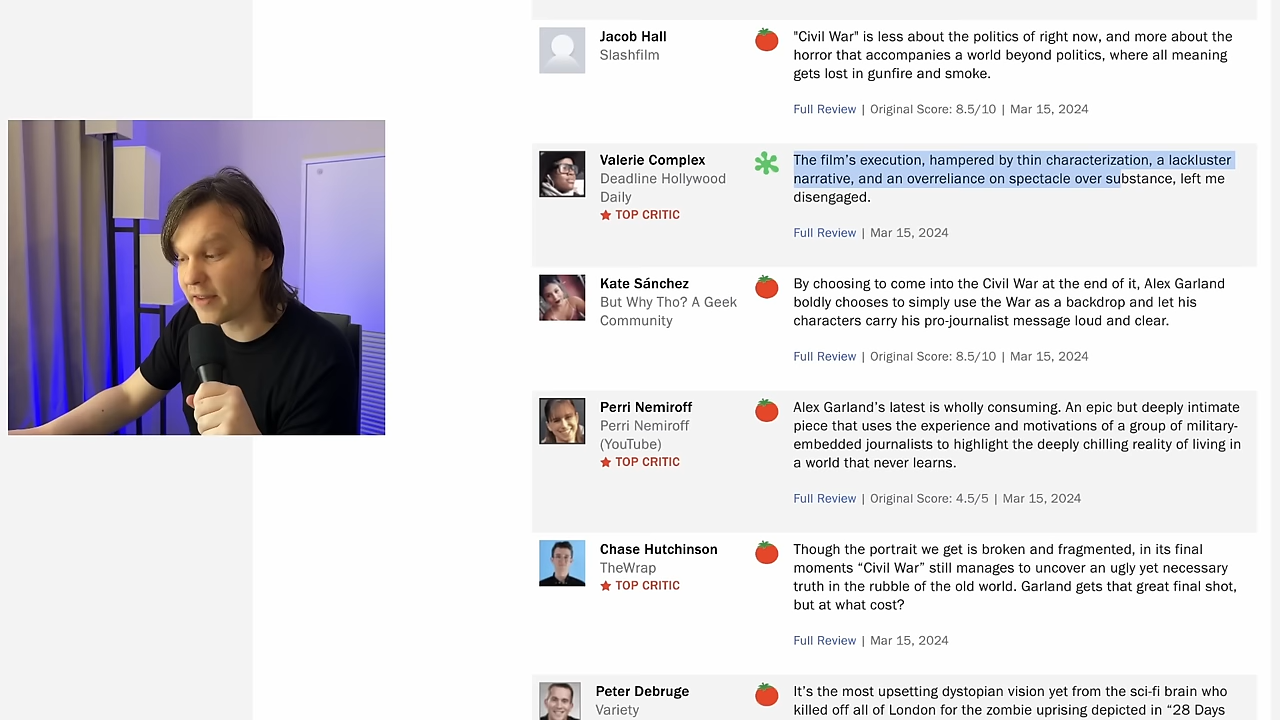 Jacob Hall
Slashfilm
"Civil War" is less about the politics of right now, and more about the
horror that accompanies a world beyond politics, where all meaning
gets lost in gunfire and smoke.
Full Review | Original Score: 8.5/10 | Mar 15, 2024
Valerie Complex
Deadline Hollywood
Daily
TOP CRITIC
The film’s execution, hampered by thin characterization, a lackluster
narrative, and an overreliance on spectacle over substance, left me
disengaged.
Full Review | Mar 15, 2024
Kate Sánchez
But Why Tho? A Geek
Community
By choosing to come into the Civil War at the end of it, Alex Garland
boldly chooses to simply use the War as a backdrop and let his
characters carry his pro-journalist message loud and clear.
Full Review | Original Score: 8.5/10 | Mar 15, 2024
Perri Nemiroff
Perri Nemiroff
(YouTube)
TOP CRITIC
Alex Garland’s latest is wholly consuming. An epic but deeply intimate
piece that uses the experience and motivations of a group of military-
embedded journalists to highlight the deeply chilling reality of living in
a world that never learns.
Full Review | Original Score: 4.5/5 | Mar 15, 2024
Chase Hutchinson
TheWrap
TOP CRITIC
Though the portrait we get is broken and fragmented, in its final
moments “Civil War” still manages to uncover an ugly yet necessary
truth in the rubble of the old world. Garland gets that great final shot,
but at what cost?
Full Review | Mar 15, 2024
Peter Debruge
Variety
It’s the most upsetting dystopian vision yet from the sci-fi brain who
killed off all of London for the zombie uprising depicted in “28 Days